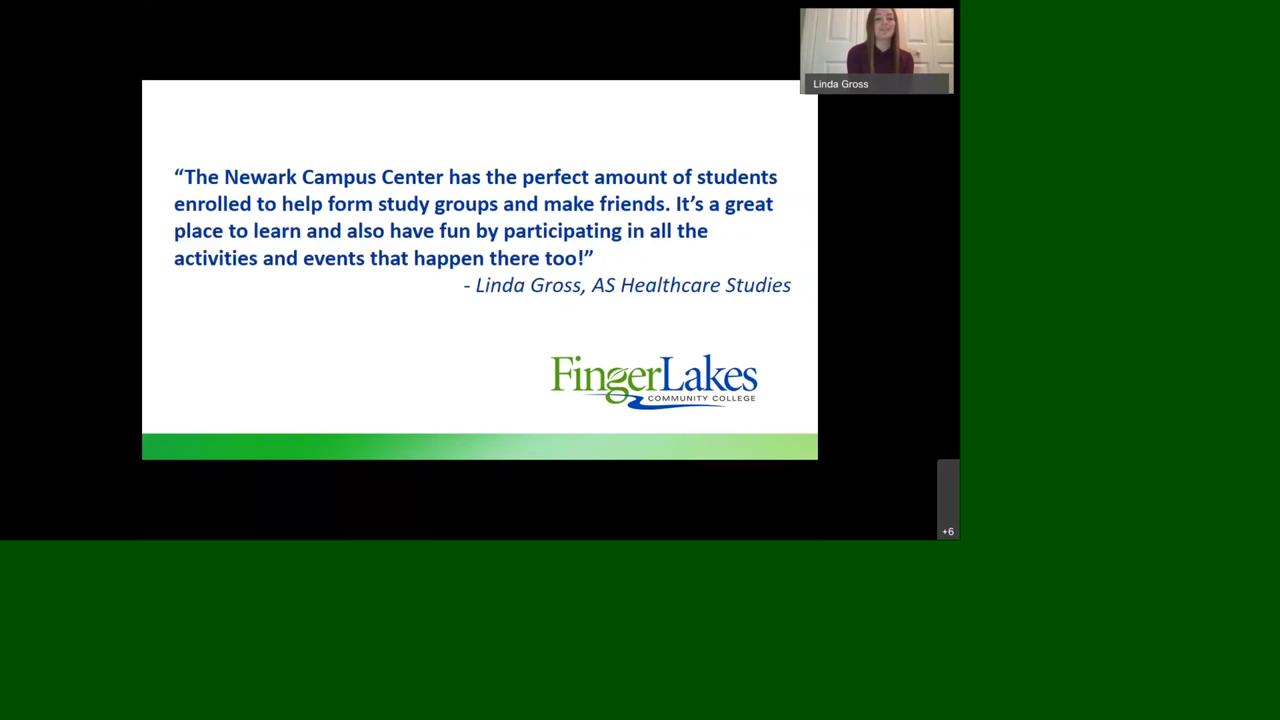 Linda Gross
“The Newark Campus Center has the perfect amount of students
enrolled to help form study groups and make friends. It’s a great
place to learn and also have fun by participating in all the
activities and events that happen there too!”
- Linda Gross, AS Healthcare Studies
FingerLakes
COMMUNITY COLLEGE
+6